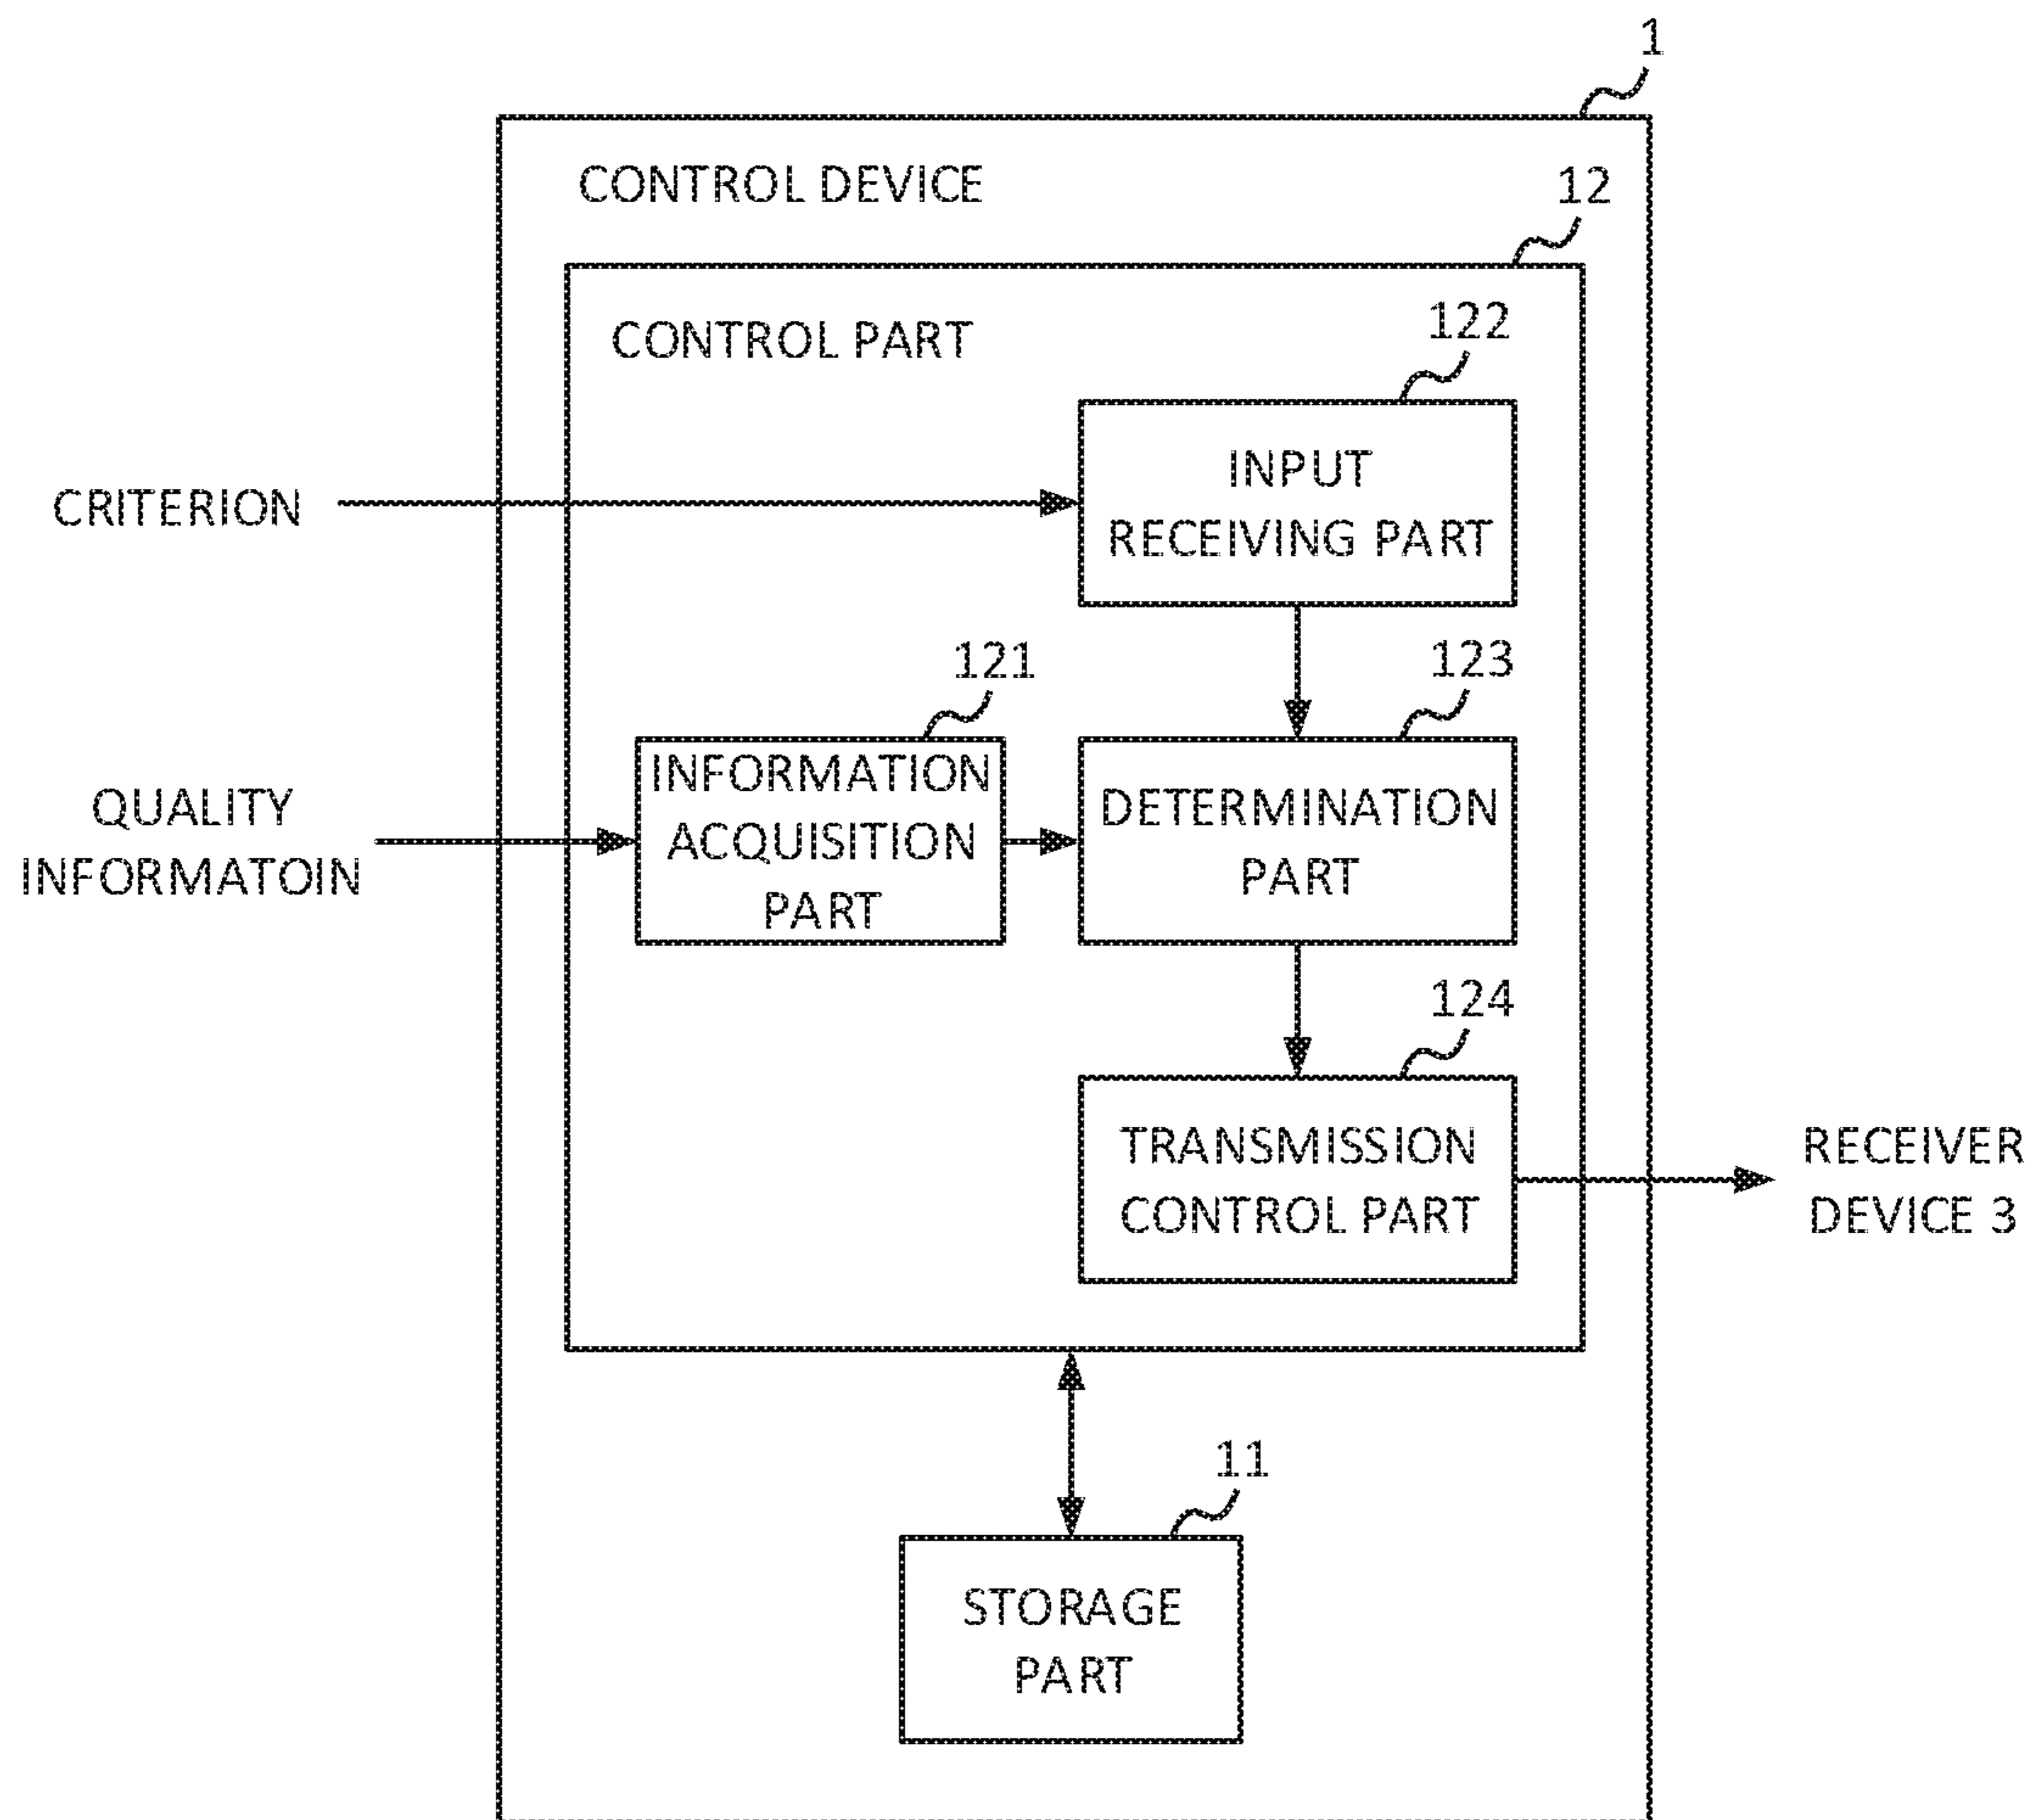 1
CONTROL DEVICE
12
CONTROL PART
122
INPUT
RECEIVING PART
CRITERION
121
123
INFORMATION
ACQUISITION
PART
DETERMINATION
PART
QUALITY
INFORMATOIN
124
TRANSMISSION
CONTROL PART
RECEIVER
DEVICE 3
11
STORAGE
PART